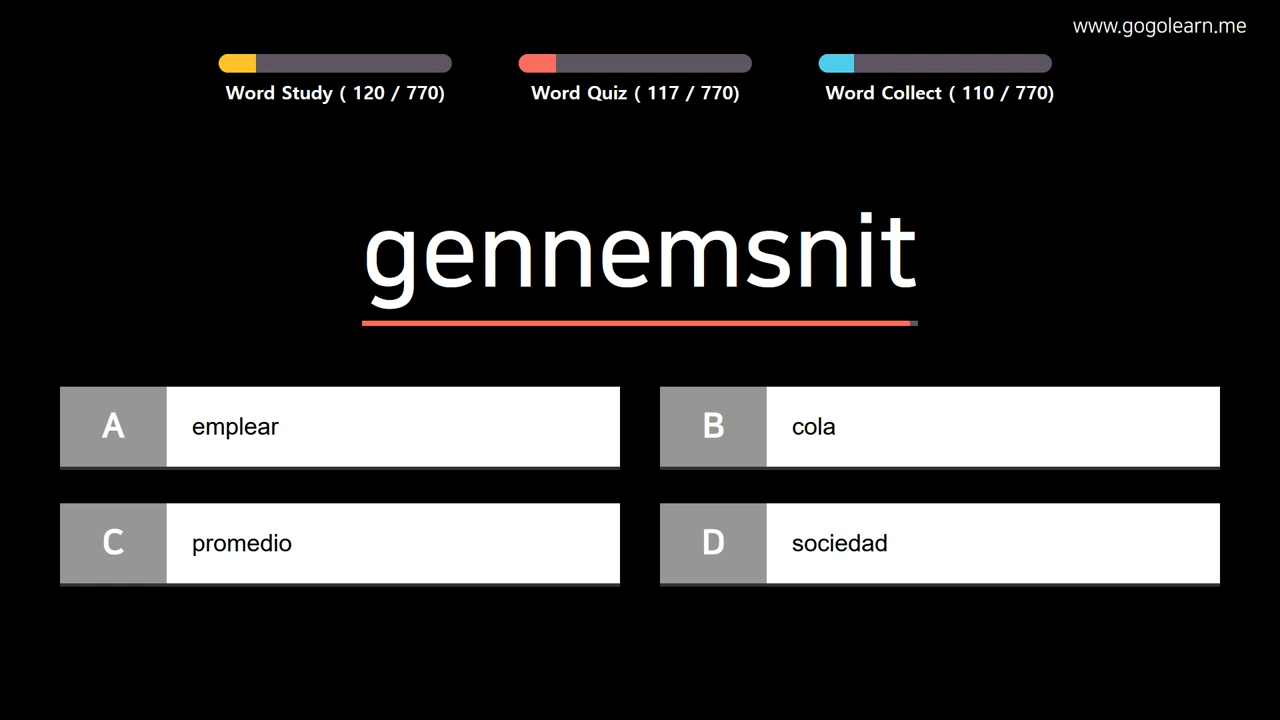 www.gogolearn.me
Word Study ( 120 / 770)
Word Quiz ( 117 / 770)
Word Collect ( 110 / 770)
gennemsnit
A emplear
B cola
C promedio
D sociedad